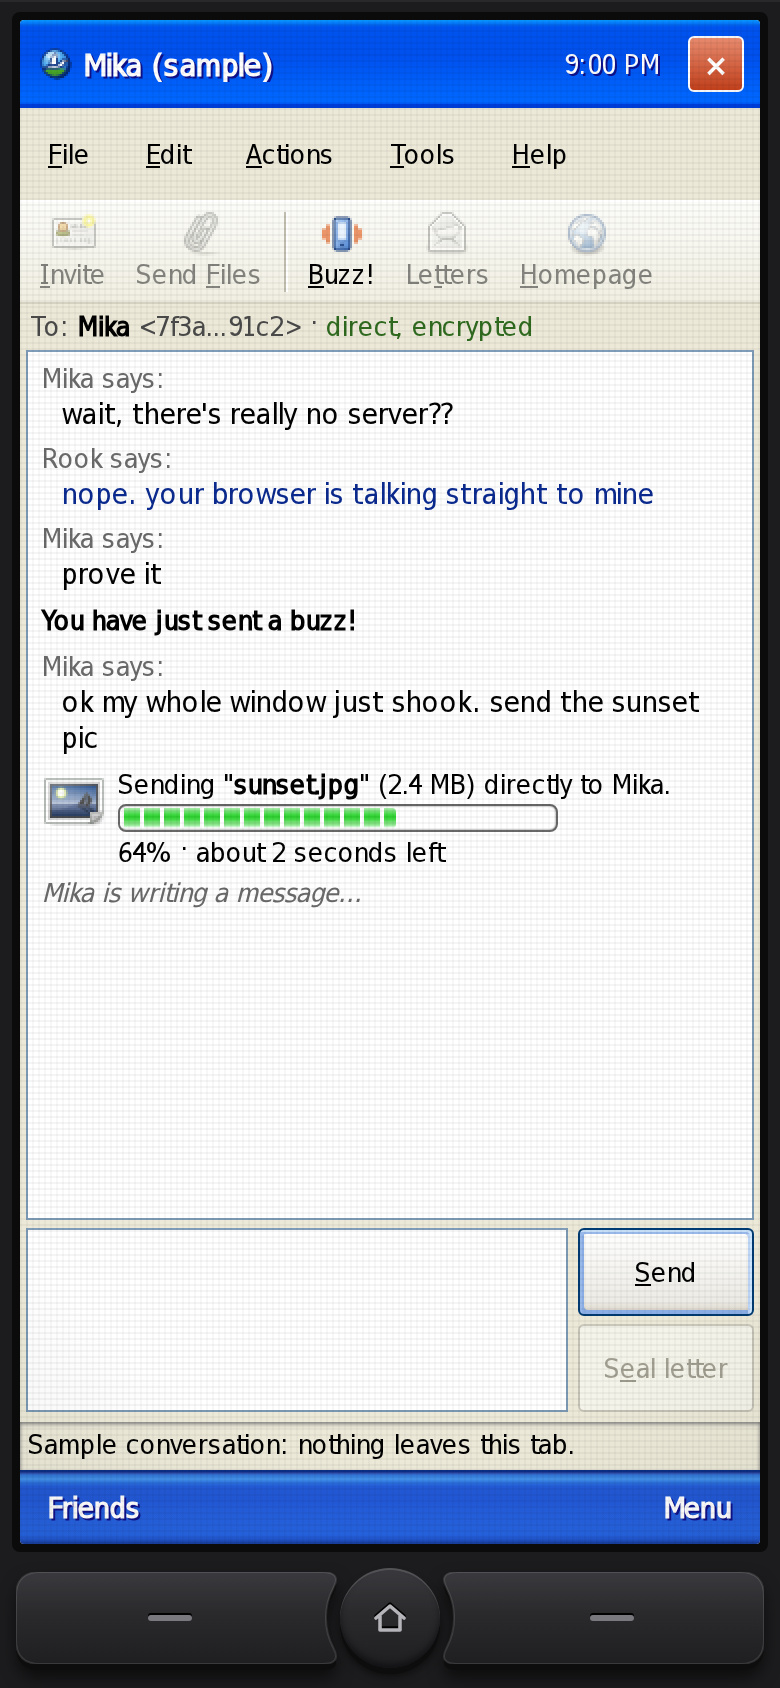 Mika (sample) 9:00 PM
File Edit Actions Tools Help
Invite Send Files Buzz! Letters Homepage
To: Mika <7f3a...91c2> · direct, encrypted
Mika says:
wait, there's really no server??
Rook says:
nope. your browser is talking straight to mine
Mika says:
prove it
You have just sent a buzz!
Mika says:
ok my whole window just shook. send the sunset
pic
Sending "sunset.jpg" (2.4 MB) directly to Mika.
64% · about 2 seconds left
Mika is writing a message...
Send
Seal letter
Sample conversation: nothing leaves this tab.
Friends Menu